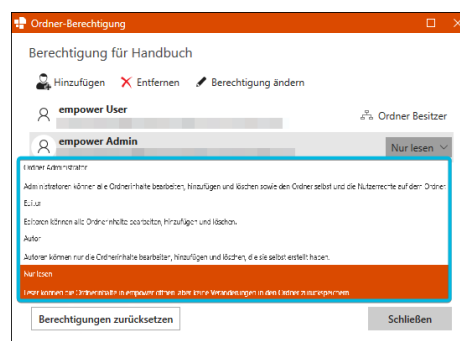 Ordner-Berechtigung
Berechtigung für Handbuch
Hinzufügen Entfernen Berechtigung ändern
empower User
Ordner Besitzer
empower Admin
Nur lesen
Ordner Administrator
Administratoren können alle Ordnerinhalte bearbeiten, hinzufügen und löschen sowie den Ordner selbst und die Nutzerrechte auf dem Ordner
Editor
Editoren können alle Ordnerinhalte bearbeiten, hinzufügen und löschen.
Autor
Autoren können nur die Ordnerinhalte bearbeiten, hinzufügen und löschen, die sie selbst erstellt haben.
Nur lesen
Leser können die Ordnerinhalte in empower öffnen, aber keine Veränderungen in den Ordner zurückspeichern
Berechtigungen zurücksetzen
Schließen